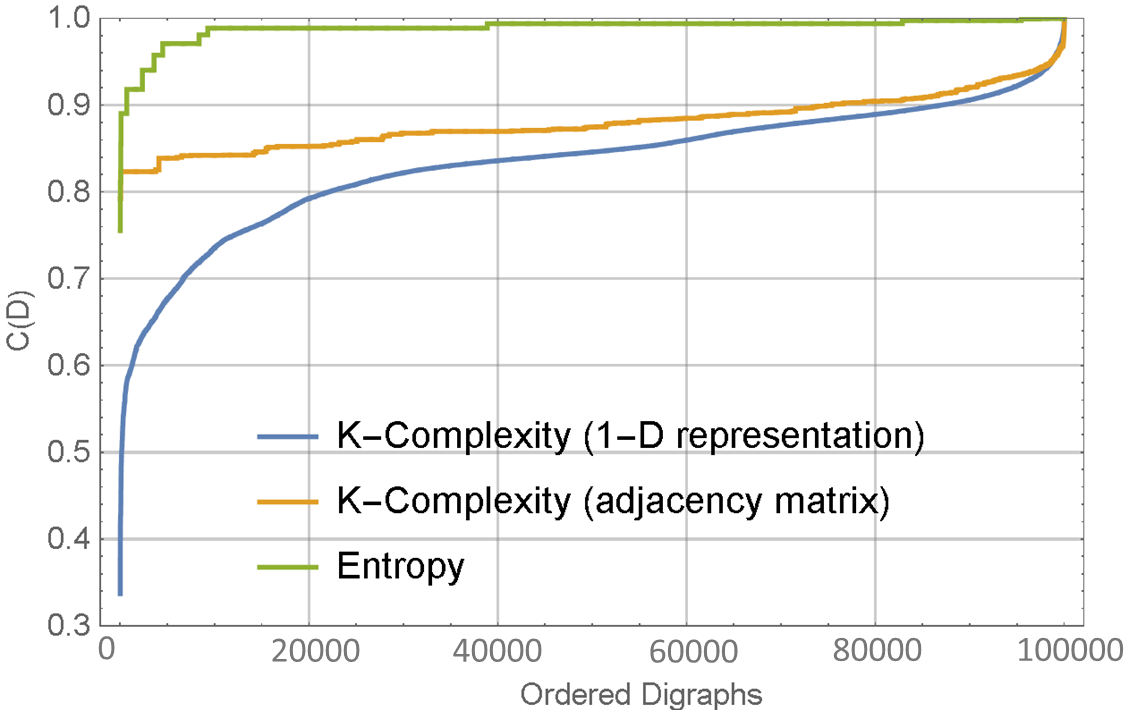 1.0
0.9
0.8
0.7
0.6
0.5
0.4
0.3
C(D)
K−Complexity (1−D representation)
K−Complexity (adjacency matrix)
Entropy
0 20000 40000 60000 80000 100000
Ordered Digraphs